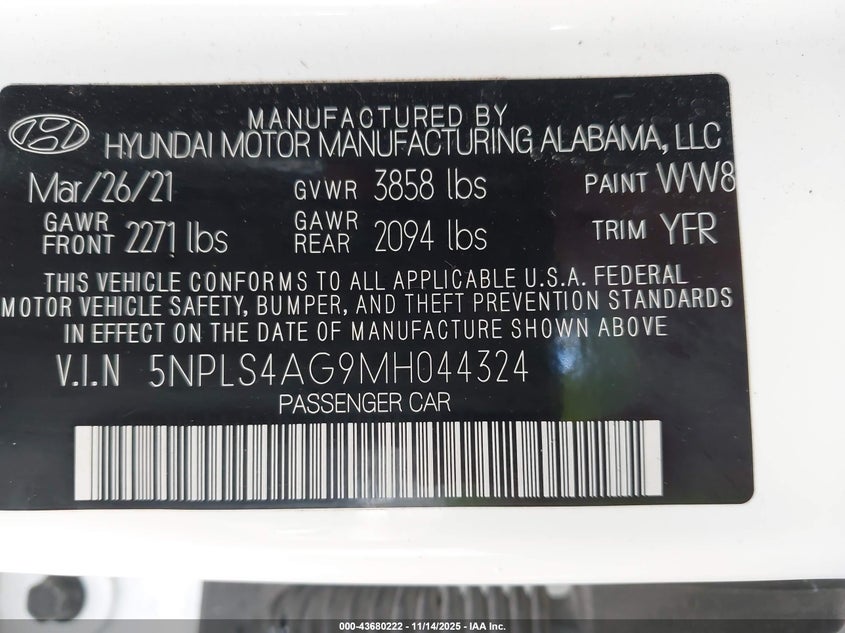 MANUFACTURED BY
HYUNDAI MOTOR MANUFACTURING ALABAMA, LLC
Mar/26/21 GVWR 3858 lbs PAINT WW8
GAWR FRONT 2271 lbs GAWR REAR 2094 lbs TRIM YFR
THIS VEHICLE CONFORMS TO ALL APPLICABLE U.S.A. FEDERAL
MOTOR VEHICLE SAFETY, BUMPER, AND THEFT PREVENTION STANDARDS
IN EFFECT ON THE DATE OF MANUFACTURE SHOWN ABOVE
V.I.N 5NPLS4AG9MH044324
PASSENGER CAR
000-43680222 - 11/14/2025 - IAA Inc.